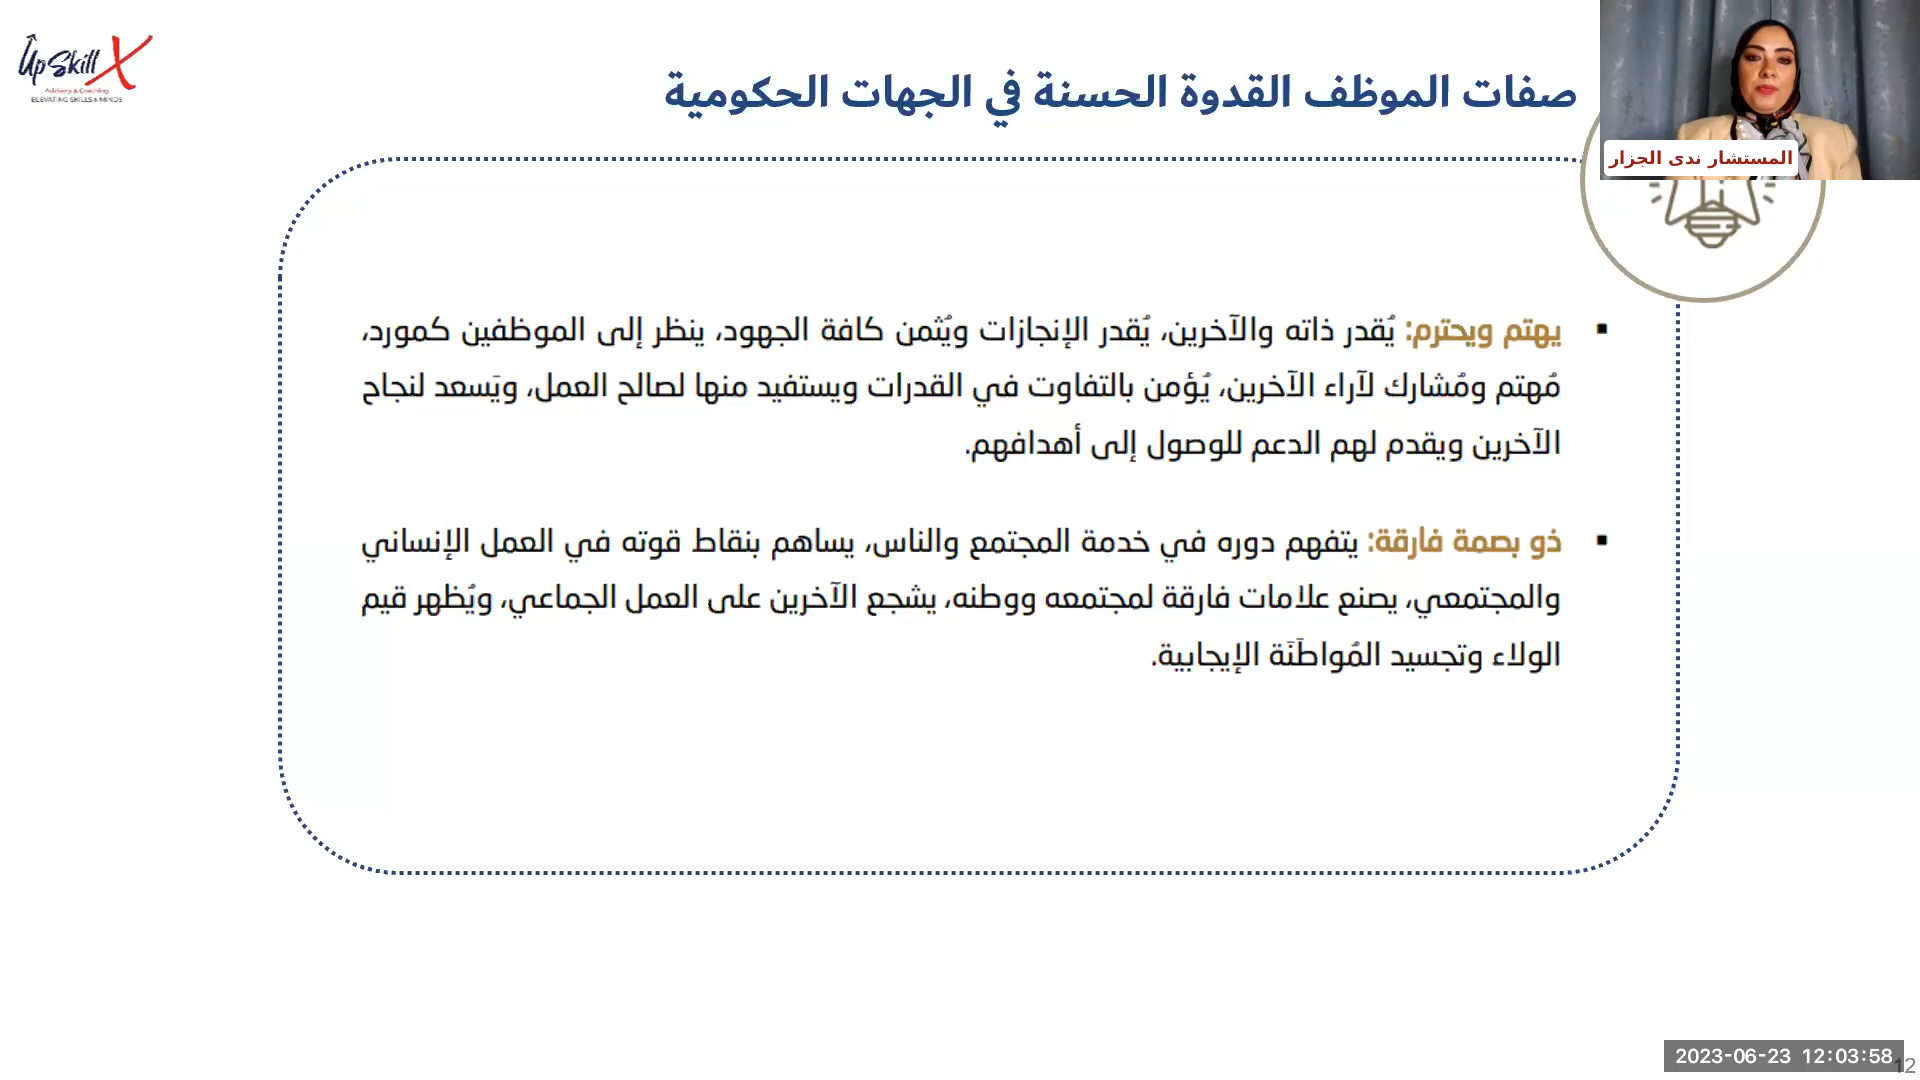 UpSkill X
Advisory & Coaching
ELEVATING SKILLS & MINDS
صفات الموظف القدوة الحسنة في الجهات الحكومية
المستشار ندى الجزار
▪ يهتم ويحترم: يُقدر ذاته والآخرين، يُقدر الإنجازات ويُثمن كافة الجهود، ينظر إلى الموظفين كمورد،
مُهتم ومُشارك لآراء الآخرين، يُؤمن بالتفاوت في القدرات ويستفيد منها لصالح العمل، ويَسعد لنجاح
الآخرين ويقدم لهم الدعم للوصول إلى أهدافهم.
▪ ذو بصمة فارقة: يتفهم دوره في خدمة المجتمع والناس، يساهم بنقاط قوته في العمل الإنساني
والمجتمعي، يصنع علامات فارقة لمجتمعه ووطنه، يشجع الآخرين على العمل الجماعي، ويُظهر قيم
الولاء وتجسيد المُواطَنَة الإيجابية.
2023-06-23 12:03:58
12